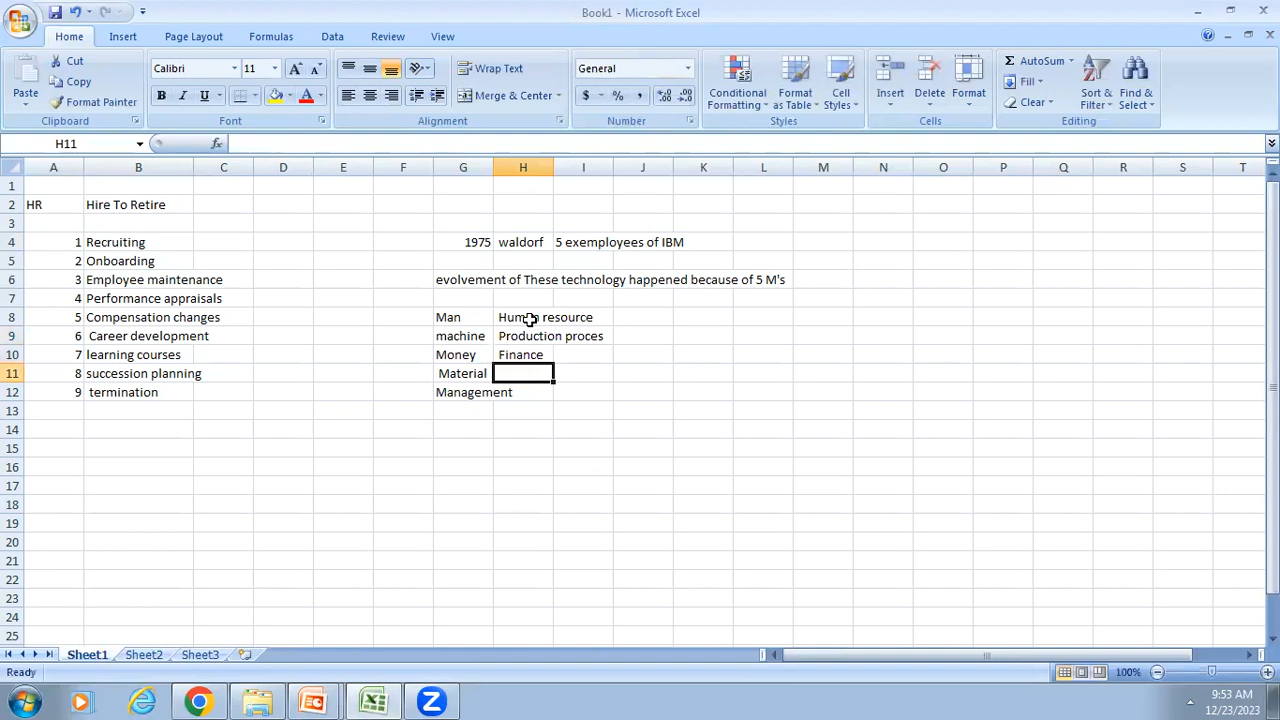 Book1 - Microsoft Excel
Home Insert Page Layout Formulas Data Review View
Cut
Copy
Format Painter
Paste
Clipboard
Calibri 11
B I U
Font
Wrap Text
Merge & Center
Alignment
General
$ % ,
Number
Conditional Formatting
Format as Table
Cell Styles
Styles
Insert Delete Format
Cells
AutoSum
Fill
Clear
Sort & Filter
Find & Select
Editing
H11 fx
A B C D E F G H I J K L M N O P Q R S T
1
2 HR Hire To Retire
3
4 1 Recruiting 1975 waldorf 5 exemployees of IBM
5 2 Onboarding
6 3 Employee maintenance evolvement of These technology happened because of 5 M's
7 4 Performance appraisals
8 5 Compensation changes Man Human resource
9 6 Career development machine Production proces
10 7 learning courses Money Finance
11 8 succession planning Material
12 9 termination Management
13
14
15
16
17
18
19
20
21
22
23
24
25
Sheet1 Sheet2 Sheet3
Ready 100%
9:53 AM
12/23/2023